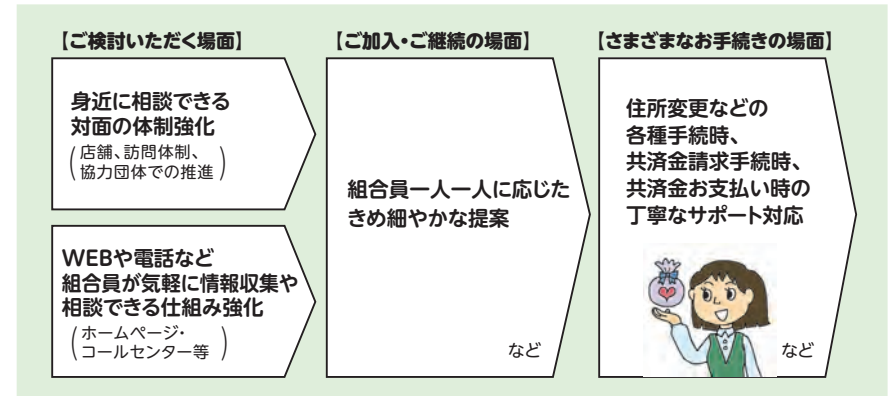 【ご検討いただく場面】
身近に相談できる
対面の体制強化
(店舗、訪問体制、
協力団体での推進)
WEBや電話など
組合員が気軽に情報収集や
相談できる仕組み強化
(ホームページ・
コールセンター等)
【ご加入・ご継続の場面】
組合員一人一人に応じた
きめ細やかな提案
など
【さまざまなお手続きの場面】
住所変更などの
各種手続時、
共済金請求手続時、
共済金お支払い時の
丁寧なサポート対応
など